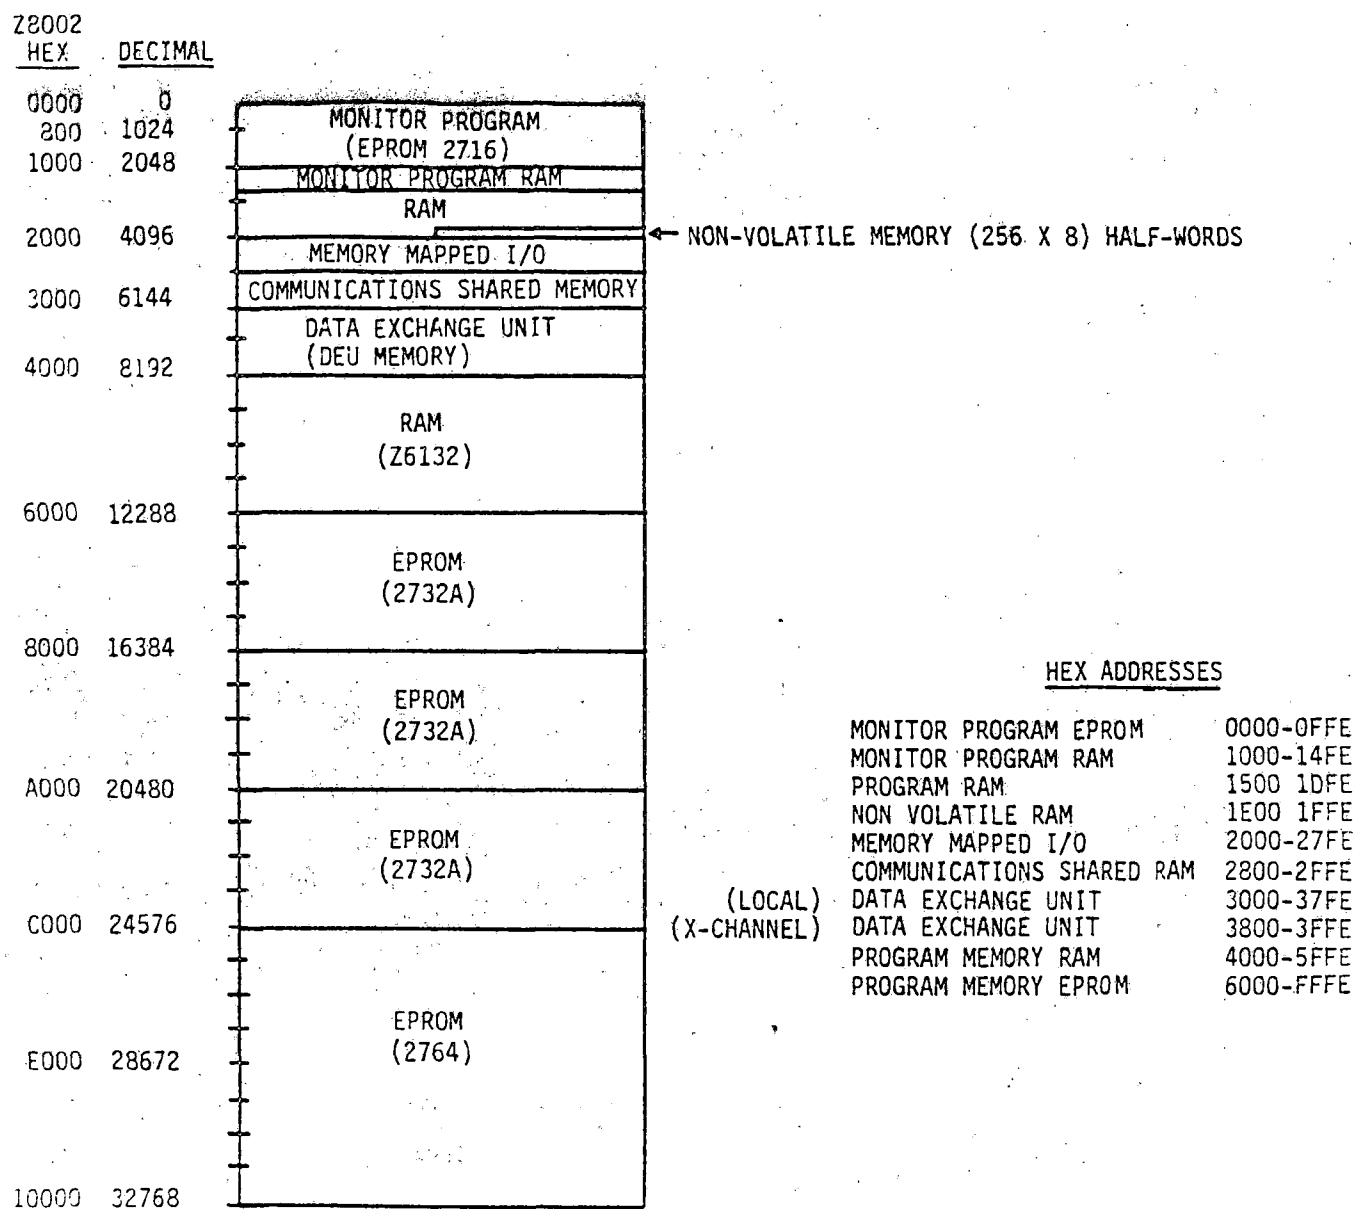 Z8002
HEX DECIMAL
0000 0
800 1024
1000 2048
2000 4096
3000 6144
4000 8192
6000 12288
8000 16384
A000 20480
C000 24576
E000 28672
10000 32768
MONITOR PROGRAM
(EPROM 2716)
MONITOR PROGRAM RAM
RAM
NON-VOLATILE MEMORY (256 X 8) HALF-WORDS
MEMORY MAPPED I/O
COMMUNICATIONS SHARED MEMORY
DATA EXCHANGE UNIT
(DEU MEMORY)
RAM
(Z6132)
EPROM
(2732A)
EPROM
(2732A)
EPROM
(2732A)
EPROM
(2764)
HEX ADDRESSES
MONITOR PROGRAM EPROM 0000-0FFE
MONITOR PROGRAM RAM 1000-14FE
PROGRAM RAM 1500 1DFE
NON VOLATILE RAM 1E00 1FFE
MEMORY MAPPED I/O 2000-27FE
COMMUNICATIONS SHARED RAM 2800-2FFE
(LOCAL) DATA EXCHANGE UNIT 3000-37FE
(X-CHANNEL) DATA EXCHANGE UNIT 3800-3FFE
PROGRAM MEMORY RAM 4000-5FFE
PROGRAM MEMORY EPROM 6000-FFFE